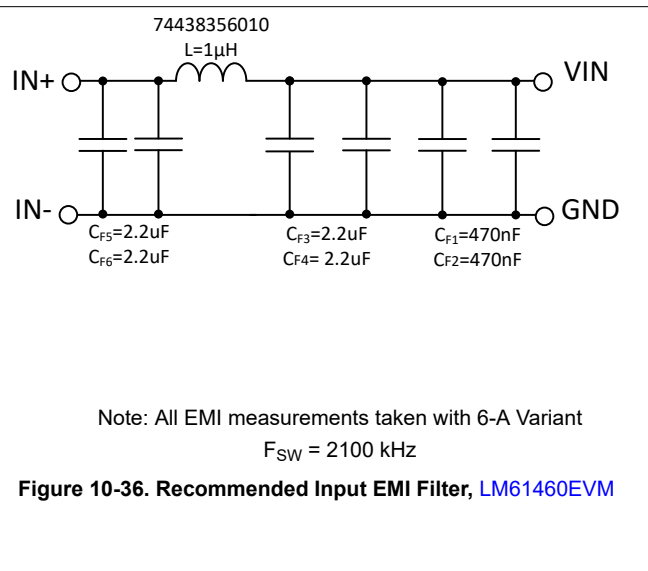 74438356010
L=1µH
IN+
VIN
IN-
GND
CF5=2.2uF
CF6=2.2uF
CF3=2.2uF
CF4= 2.2uF
CF1=470nF
CF2=470nF
Note: All EMI measurements taken with 6-A Variant
FSW = 2100 kHz
Figure 10-36. Recommended Input EMI Filter, LM61460EVM